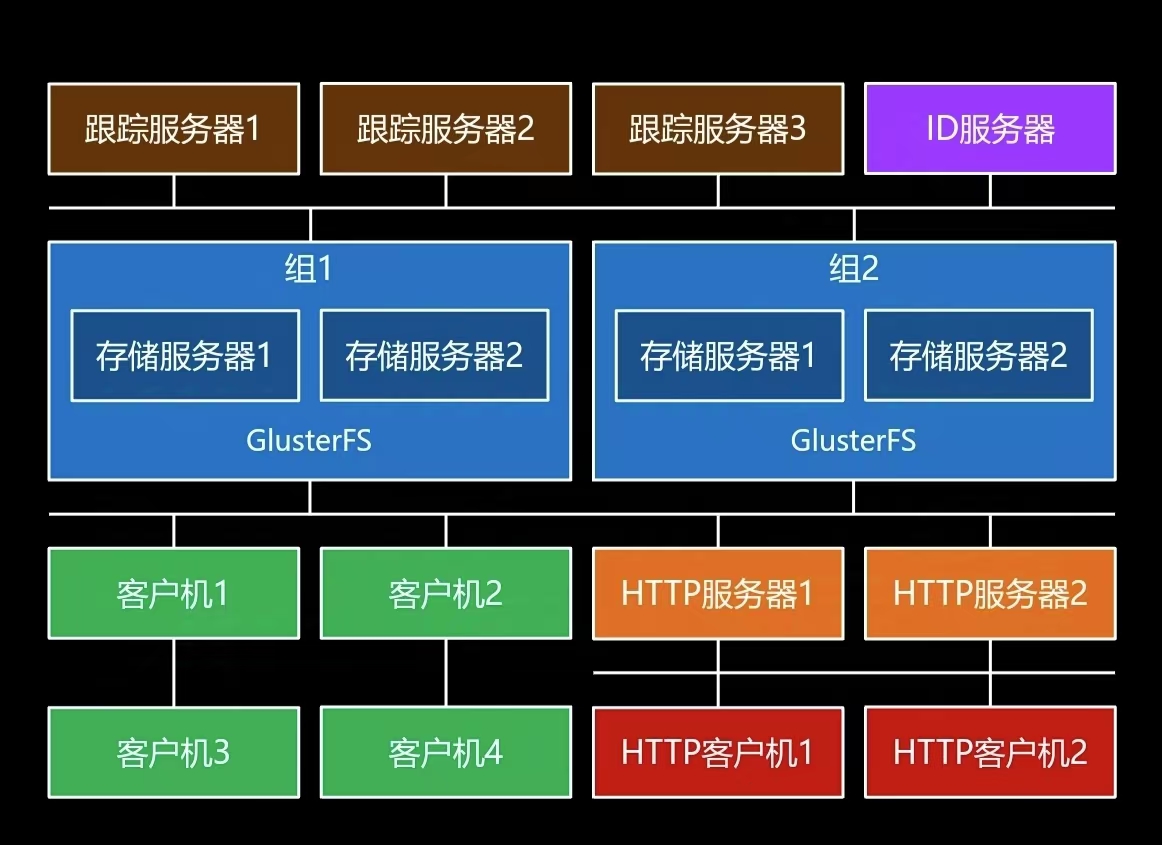 跟踪服务器1
跟踪服务器2
跟踪服务器3
ID服务器
组1
组2
存储服务器1
存储服务器2
存储服务器1
存储服务器2
GlusterFS
GlusterFS
客户机1
客户机2
HTTP服务器1
HTTP服务器2
客户机3
客户机4
HTTP客户机1
HTTP客户机2